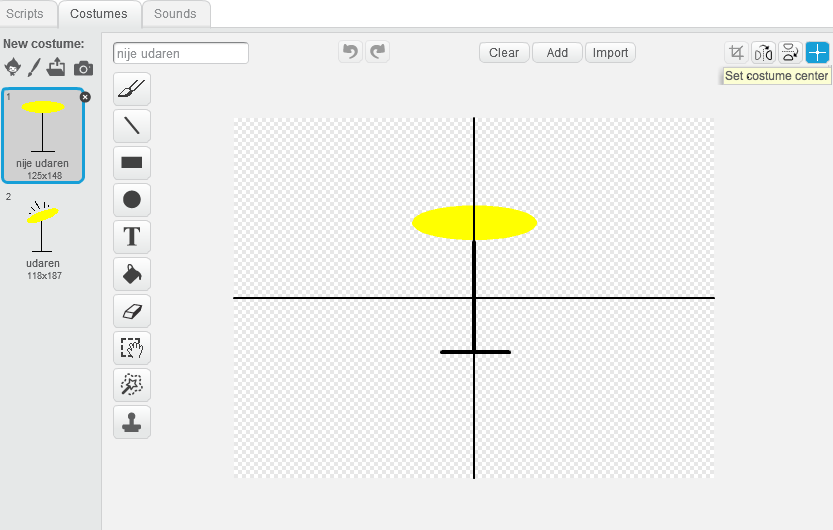 Scripts Costumes Sounds
New costume:
nije udaren
Clear Add Import
Set costume center
1
nije udaren
125x148
2
udaren
118x187
T